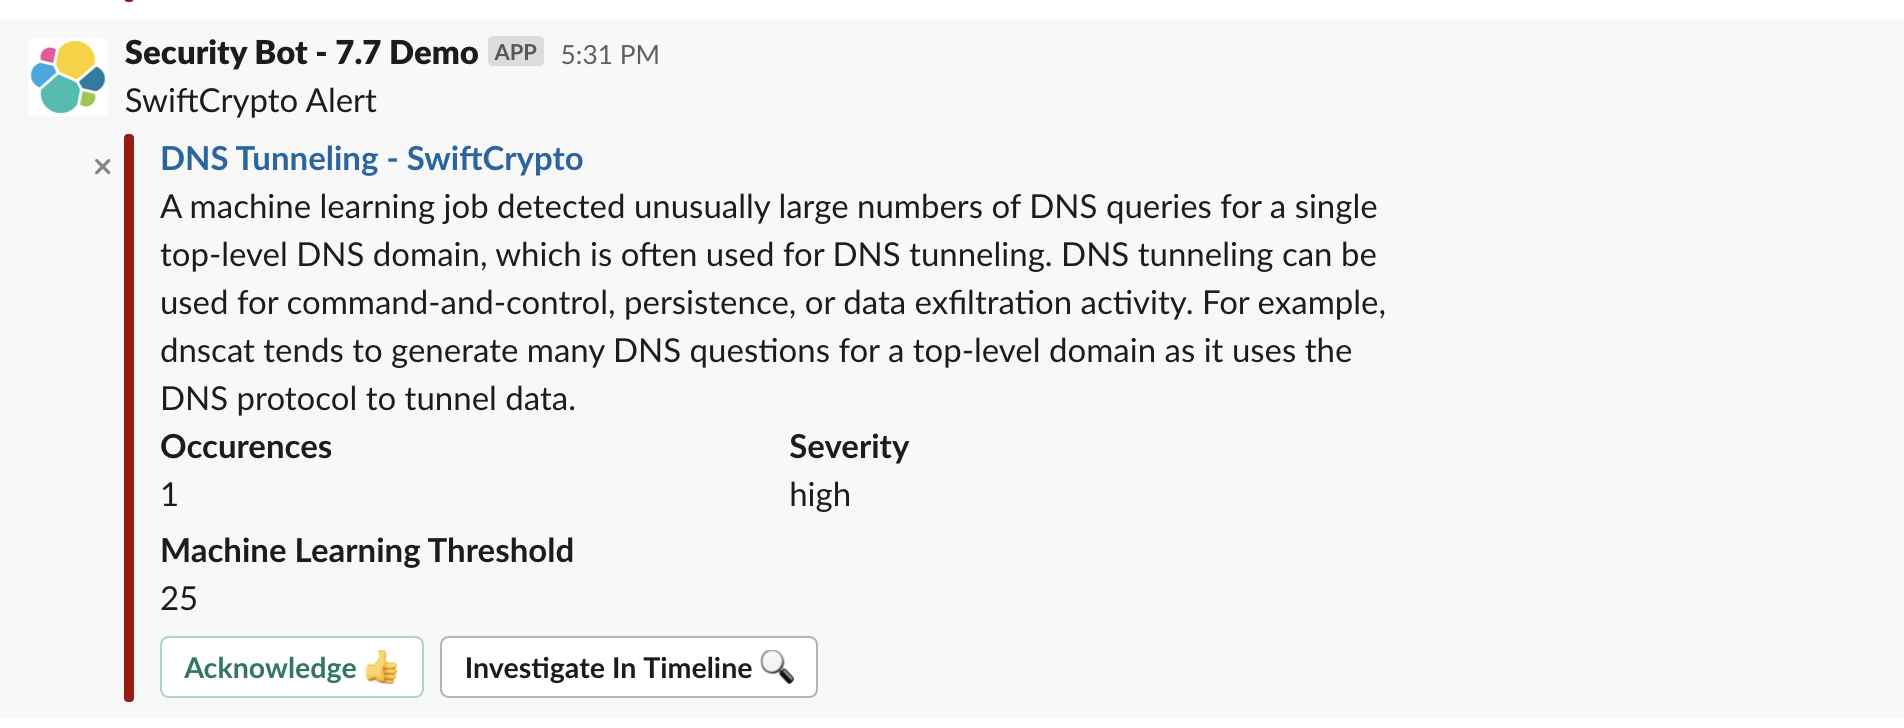 Security Bot - 7.7 Demo APP 5:31 PM
SwiftCrypto Alert
DNS Tunneling - SwiftCrypto
A machine learning job detected unusually large numbers of DNS queries for a single
top-level DNS domain, which is often used for DNS tunneling. DNS tunneling can be
used for command-and-control, persistence, or data exfiltration activity. For example,
dnscat tends to generate many DNS questions for a top-level domain as it uses the
DNS protocol to tunnel data.
Occurences Severity
1 high
Machine Learning Threshold
25
Acknowledge 👍 Investigate In Timeline 🔍